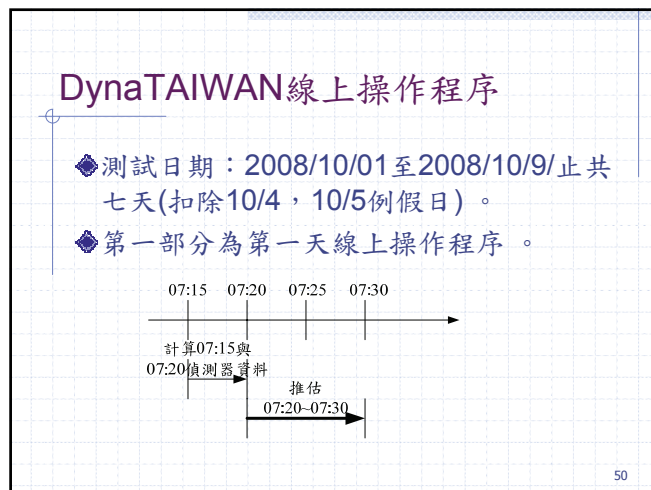 DynaTAIWAN線上操作程序
測試日期：2008/10/01至2008/10/9/止共
七天(扣除10/4，10/5例假日) 。
第一部分為第一天線上操作程序 。
07:15 07:20 07:25 07:30
計算07:15與
07:20偵測器資料
推估
07:20~07:30
50